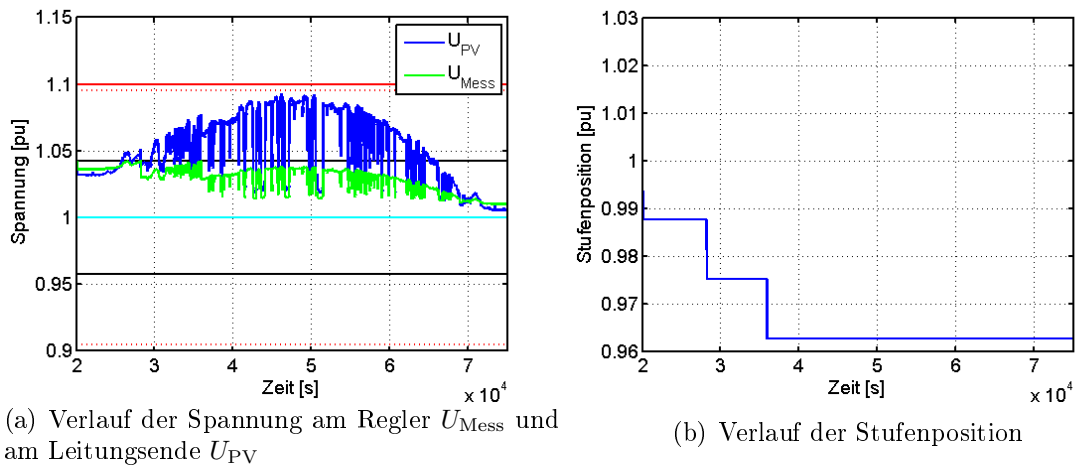 1.15
1.1
1.05
1
0.95
0.9
Spannung [pu]
U_PV
U_Mess
2 3 4 5 6 7
Zeit [s]
x 10^4
(a) Verlauf der Spannung am Regler U_Mess und
am Leitungsende U_PV
1.03
1.02
1.01
1
0.99
0.98
0.97
0.96
Stufenposition [pu]
2 3 4 5 6 7
Zeit [s]
x 10^4
(b) Verlauf der Stufenposition